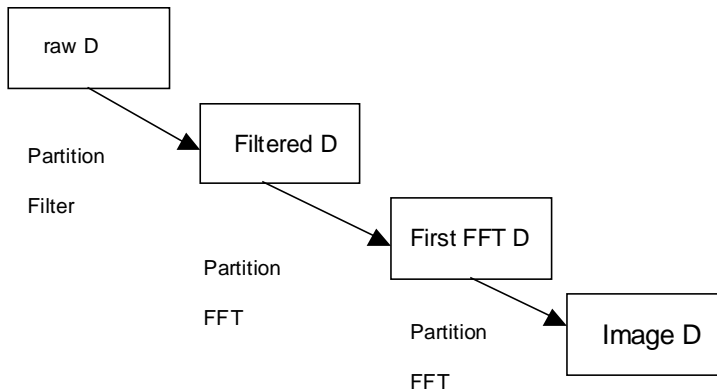 raw D
Partition
Filter
Filtered D
Partition
FFT
First FFT D
Partition
FFT
Image D